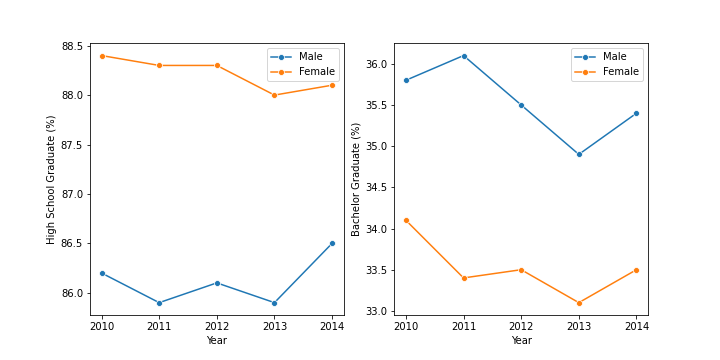 High School Graduate (%)
88.5
88.0
87.5
87.0
86.5
86.0
2010 2011 2012 2013 2014
Year
Male
Female
Bachelor Graduate (%)
36.0
35.5
35.0
34.5
34.0
33.5
33.0
2010 2011 2012 2013 2014
Year
Male
Female